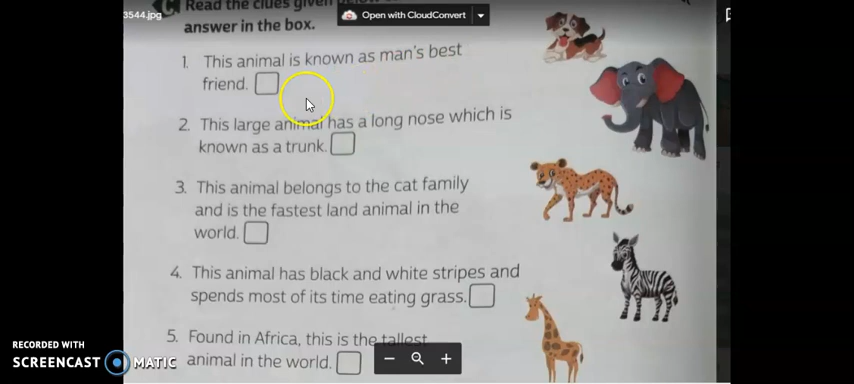 Read the clues given
3544.jpg
Open with CloudConvert
answer in the box.
1. This animal is known as man's best
friend.
2. This large animal has a long nose which is
known as a trunk.
3. This animal belongs to the cat family
and is the fastest land animal in the
world.
4. This animal has black and white stripes and
spends most of its time eating grass.
5. Found in Africa, this is the tallest
animal in the world.
RECORDED WITH
SCREENCAST MATIC